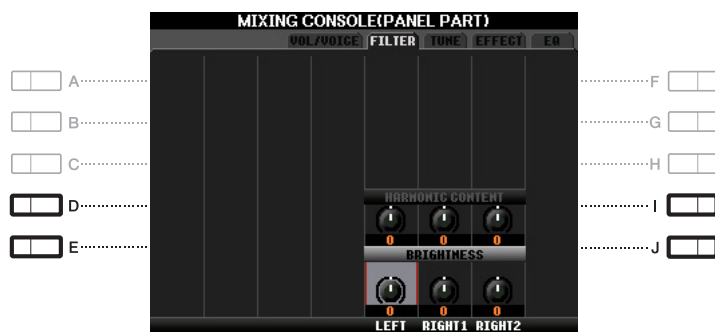 MIXING CONSOLE(PANEL PART)
VOL/VOICE FILTER TUNE EFFECT EQ
A F
B G
C H
HARMONIC CONTENT
D I
0 0 0
E J
BRIGHTNESS
0 0 0
LEFT RIGHT1 RIGHT2